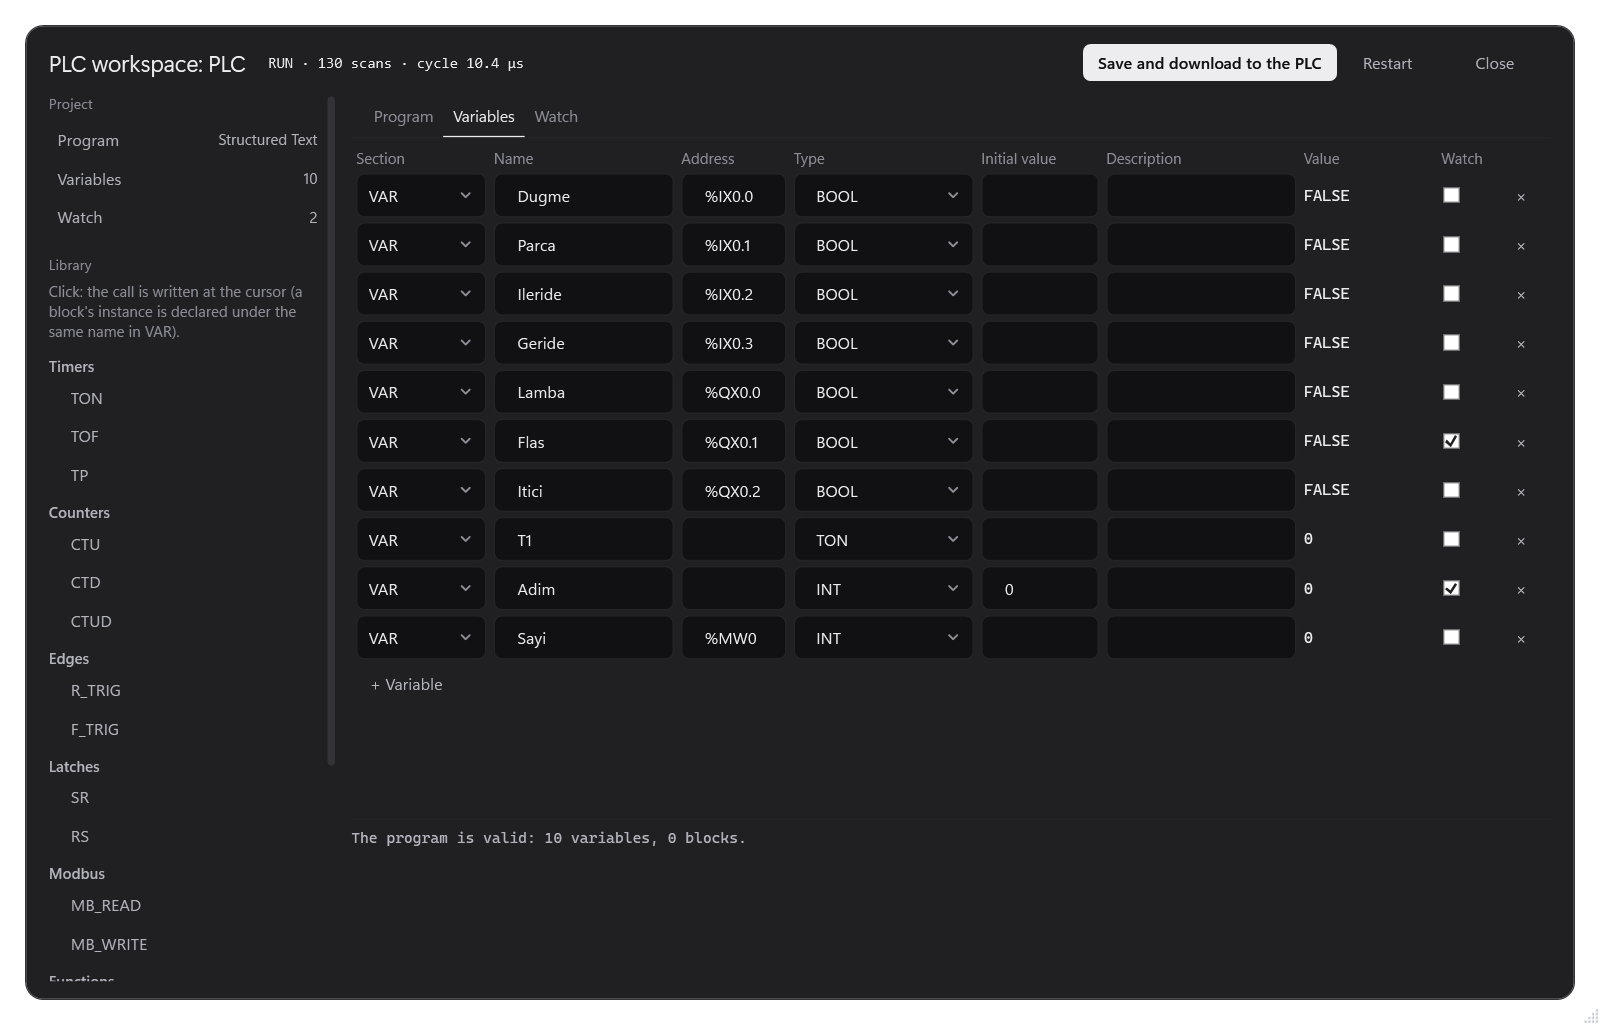 PLC workspace: PLC
RUN · 130 scans · cycle 10.4 µs
Save and download to the PLC
Restart
Close
Project
Program Structured Text
Variables 10
Watch 2
Library
Click: the call is written at the cursor (a
block's instance is declared under the
same name in VAR).
Timers
TON
TOF
TP
Counters
CTU
CTD
CTUD
Edges
R_TRIG
F_TRIG
Latches
SR
RS
Modbus
MB_READ
MB_WRITE
Functions
Program Variables Watch
Section Name Address Type Initial value Description Value Watch
VAR Dugme %IX0.0 BOOL FALSE ×
VAR Parca %IX0.1 BOOL FALSE ×
VAR Ileride %IX0.2 BOOL FALSE ×
VAR Geride %IX0.3 BOOL FALSE ×
VAR Lamba %QX0.0 BOOL FALSE ×
VAR Flas %QX0.1 BOOL FALSE ×
VAR Itici %QX0.2 BOOL FALSE ×
VAR T1 TON 0 ×
VAR Adim INT 0 0 ×
VAR Sayi %MW0 INT 0 ×
+ Variable
The program is valid: 10 variables, 0 blocks.